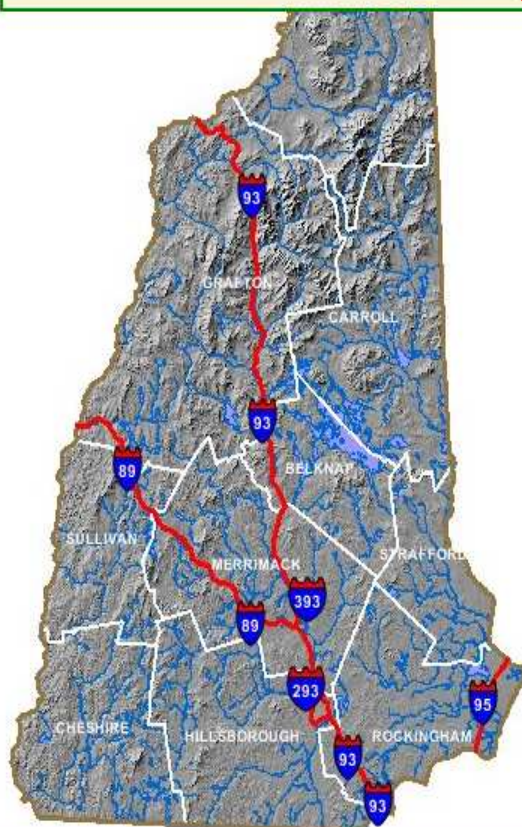 93
GRAFTON
CARROLL
93
89
BELKNAP
SULLIVAN
MERRIMACK
STRAFFORD
393
89
293
95
CHESHIRE
HILLSBOROUGH
ROCKINGHAM
93
93